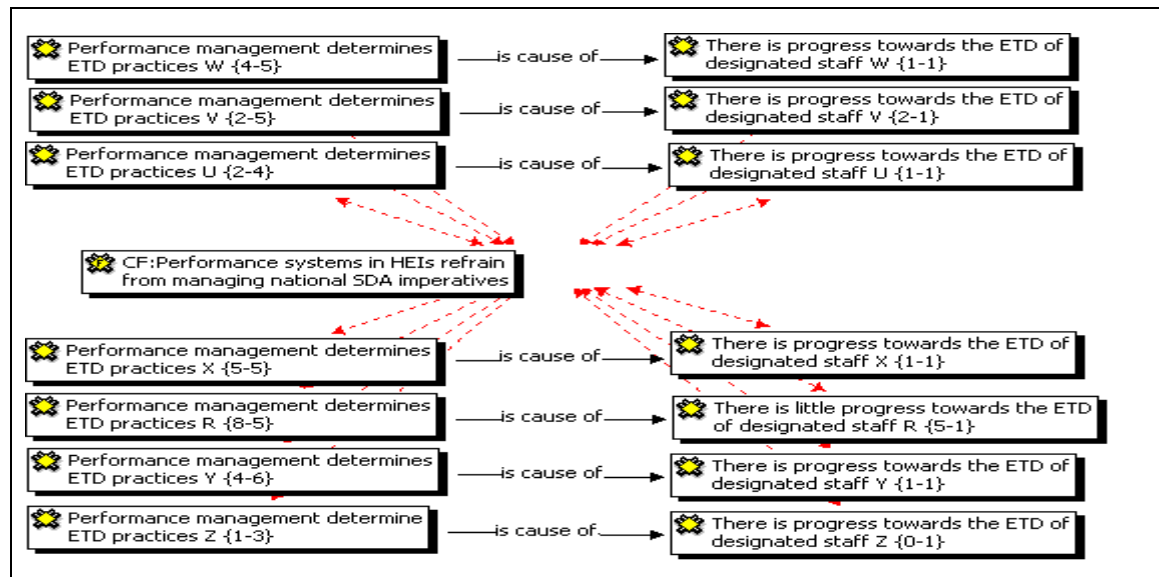 Performance management determines
ETD practices W {4-5}
is cause of
There is progress towards the ETD of
designated staff W {1-1}
Performance management determines
ETD practices V {2-5}
is cause of
There is progress towards the ETD of
designated staff V {2-1}
Performance management determines
ETD practices U {2-4}
is cause of
There is progress towards the ETD of
designated staff U {1-1}
CF:Performance systems in HEIs refrain
from managing national SDA imperatives
Performance management determines
ETD practices X {5-5}
is cause of
There is progress towards the ETD of
designated staff X {1-1}
Performance management determines
ETD practices R {8-5}
is cause of
There is little progress towards the ETD
of designated staff R {5-1}
Performance management determines
ETD practices Y {4-6}
is cause of
There is progress towards the ETD of
designated staff Y {1-1}
Performance management determine
ETD practices Z {1-3}
is cause of
There is progress towards the ETD of
designated staff Z {0-1}